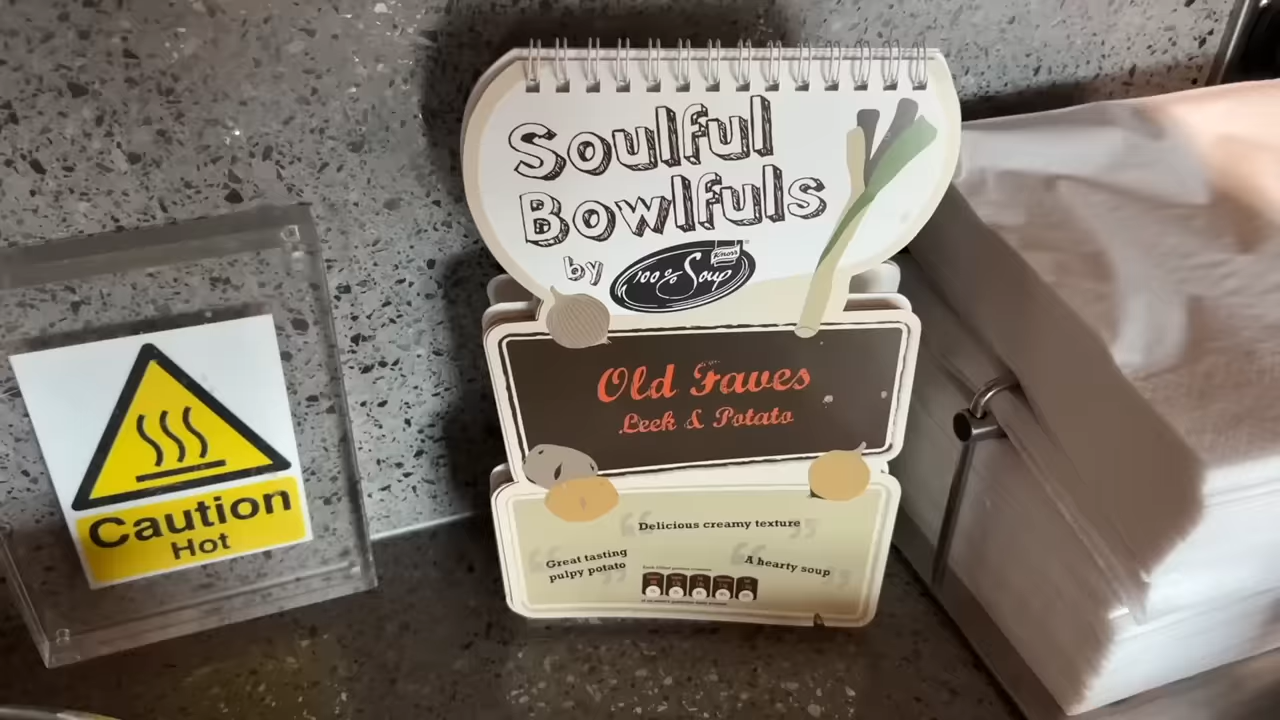 Soulful
Bowlfuls
by
Knorr
100% Soup
Old Faves
Leek & Potato
Delicious creamy texture
Great tasting
pulpy potato
A hearty soup
Caution
Hot